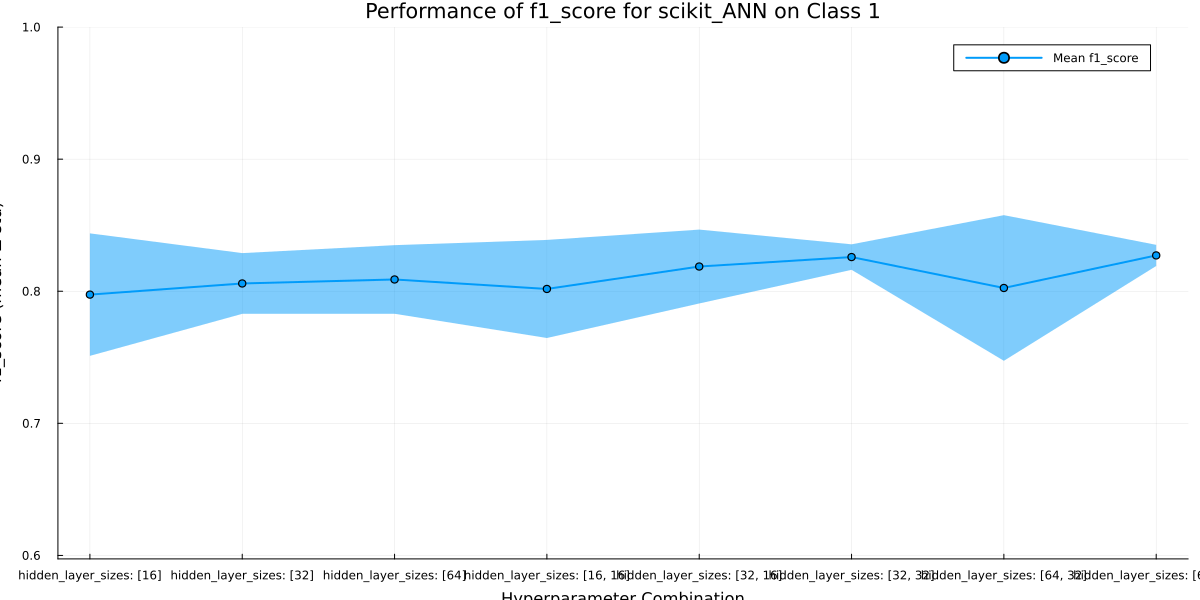 Performance of f1_score for scikit_ANN on Class 1
1.0
Mean f1_score
0.9
0.8
0.7
0.6
hidden_layer_sizes: [16] hidden_layer_sizes: [32] hidden_layer_sizes: [64] hidden_layer_sizes: [16, 16] hidden_layer_sizes: [32, 16] hidden_layer_sizes: [32, 32] hidden_layer_sizes: [64, 32] hidden_layer_sizes: [6
Hyperparameter Combination